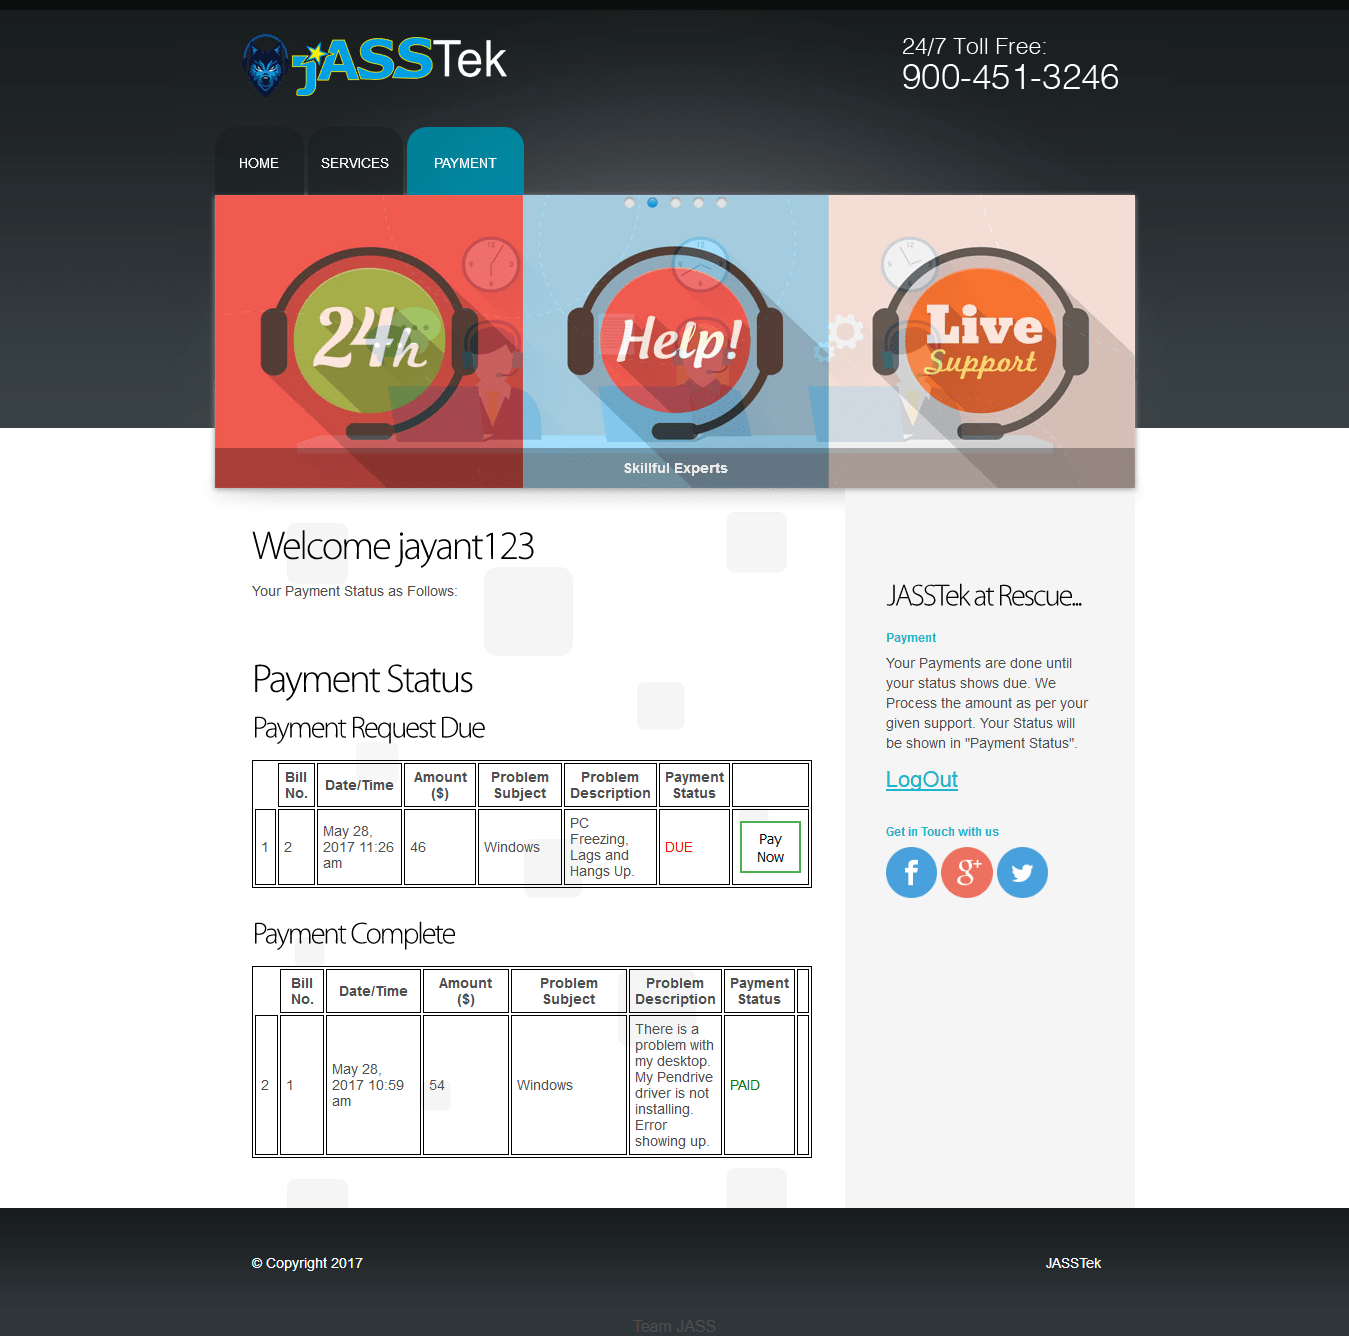 jASSTek
24/7 Toll Free:
900-451-3246
HOME
SERVICES
PAYMENT
24h
Help!
Live
Support
Skillful Experts
Welcome jayant123
Your Payment Status as Follows:
Payment Status
Payment Request Due
Bill No. Date/Time Amount ($) Problem Subject Problem Description Payment Status
1 2 May 28, 2017 11:26 am 46 Windows PC Freezing, Lags and Hangs Up. DUE Pay Now
Payment Complete
Bill No. Date/Time Amount ($) Problem Subject Problem Description Payment Status
2 1 May 28, 2017 10:59 am 54 Windows There is a problem with my desktop. My Pendrive driver is not installing. Error showing up. PAID
JASSTek at Rescue...
Payment
Your Payments are done until
your status shows due. We
Process the amount as per your
given support. Your Status will
be shown in "Payment Status".
LogOut
Get in Touch with us
© Copyright 2017
JASSTek
Team JASS